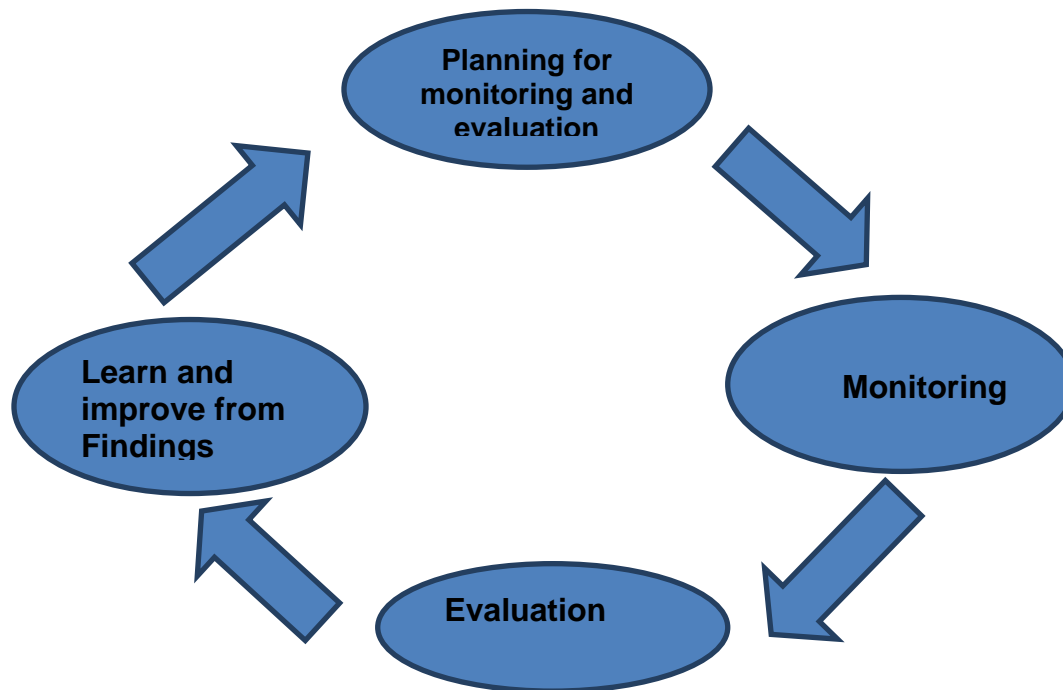 Planning for
monitoring and
evaluation
Monitoring
Evaluation
Learn and
improve from
Findings